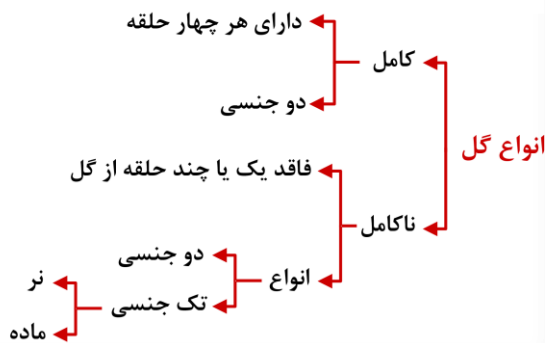 انواع گل
کامل
دارای هر چهار حلقه
دو جنسی
ناکامل
فاقد یک یا چند حلقه از گل
انواع
دو جنسی
تک جنسی
نر
ماده